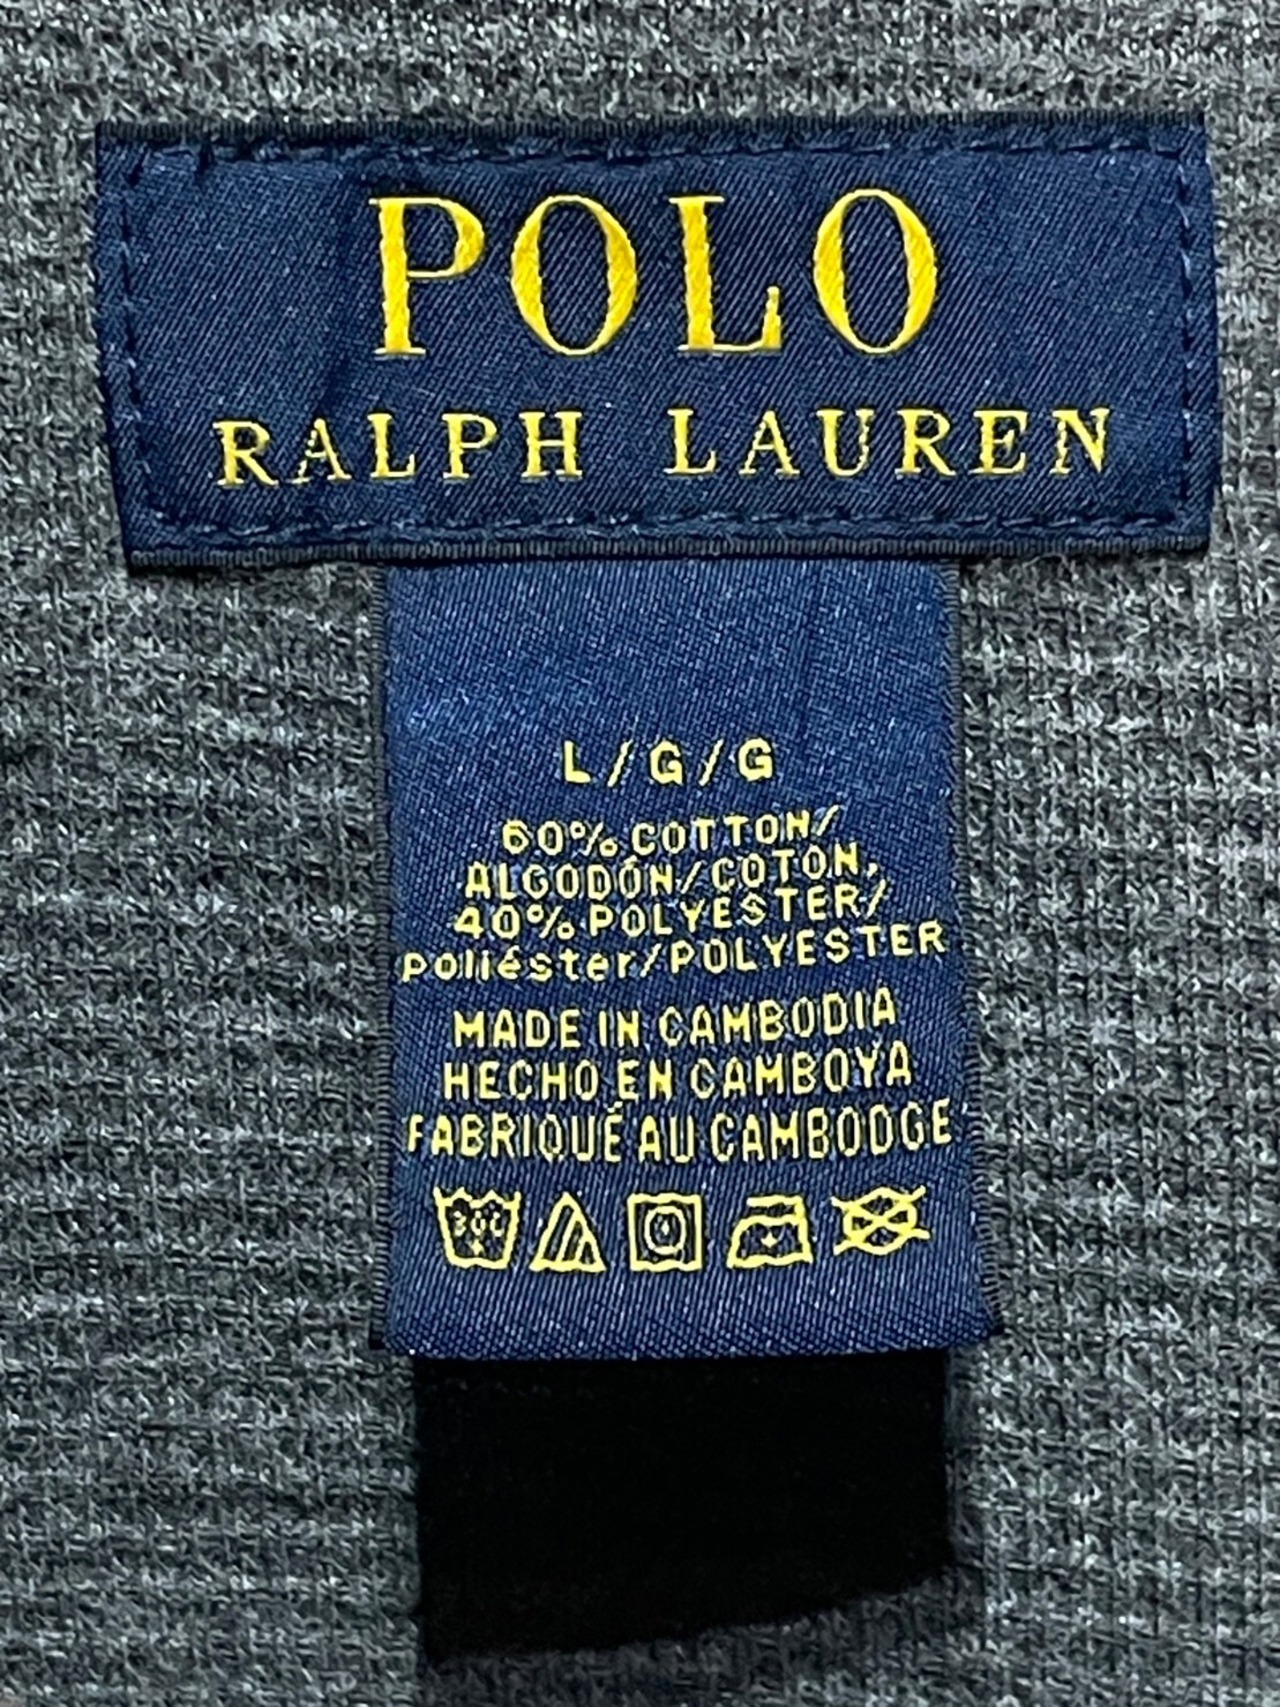 POLO
RALPH LAUREN
L/G/G
60% COTTON/
ALGODÓN/COTON,
40% POLYESTER/
poliéster/POLYESTER
MADE IN CAMBODIA
HECHO EN CAMBOYA
FABRIQUÉ AU CAMBODGE
30C